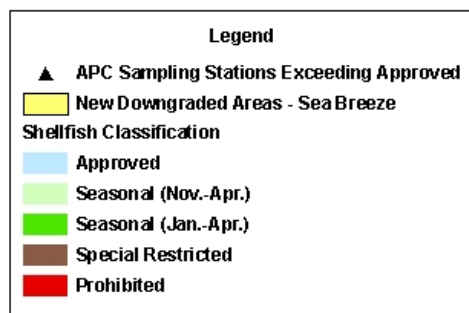 Legend
APC Sampling Stations Exceeding Approved
New Downgraded Areas - Sea Breeze
Shellfish Classification
Approved
Seasonal (Nov.-Apr.)
Seasonal (Jan.-Apr.)
Special Restricted
Prohibited